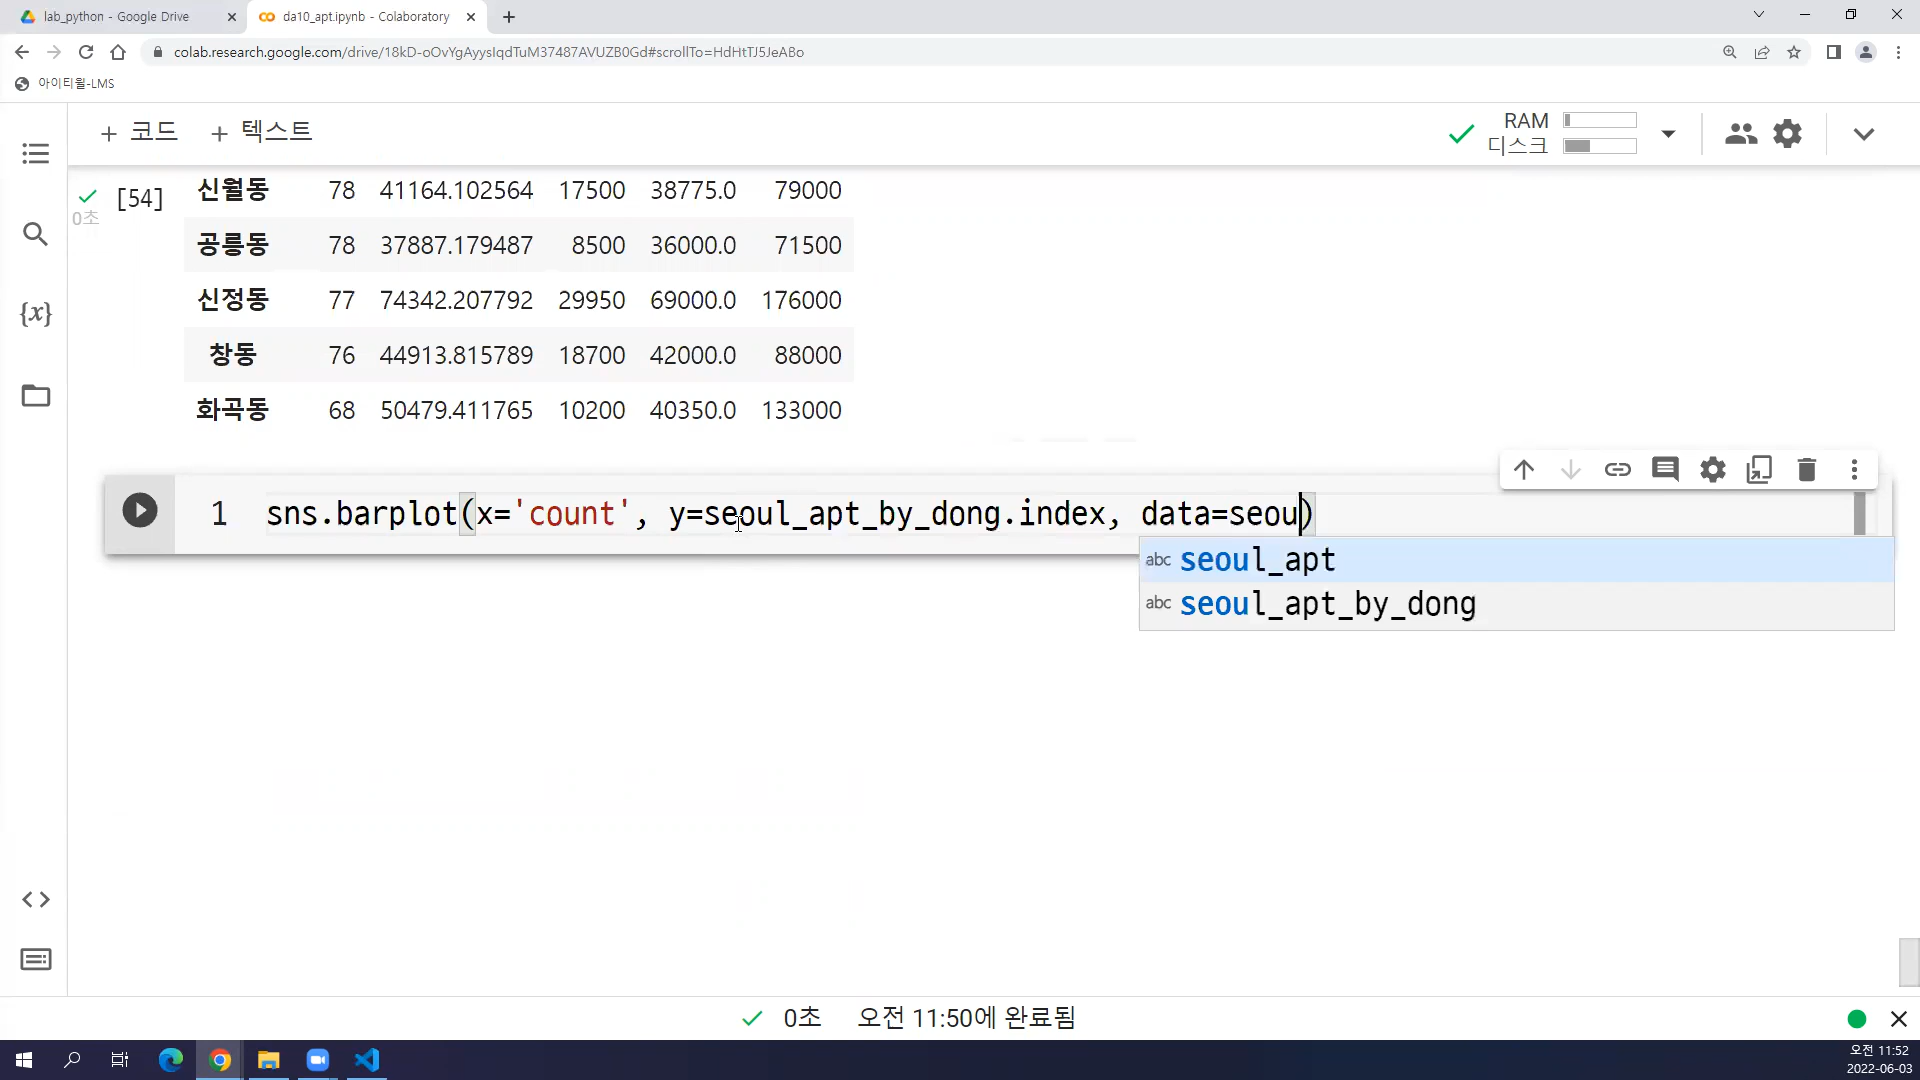 lab_python - Google Drive
da10_apt.ipynb - Colaboratory
colab.research.google.com/drive/18kD-oOvYgAyysIqdTuM37487AVUZB0Gd#scrollTo=HdHtTJ5JeABo
아이티윌-LMS
+ 코드 + 텍스트
RAM
디스크
[54]
0초
신월동 78 41164.102564 17500 38775.0 79000
공릉동 78 37887.179487 8500 36000.0 71500
신정동 77 74342.207792 29950 69000.0 176000
창동 76 44913.815789 18700 42000.0 88000
화곡동 68 50479.411765 10200 40350.0 133000
1 sns.barplot(x='count', y=seoul_apt_by_dong.index, data=seou)
abc seoul_apt
abc seoul_apt_by_dong
{x}
0초 오전 11:50에 완료됨
오전 11:52
2022-06-03